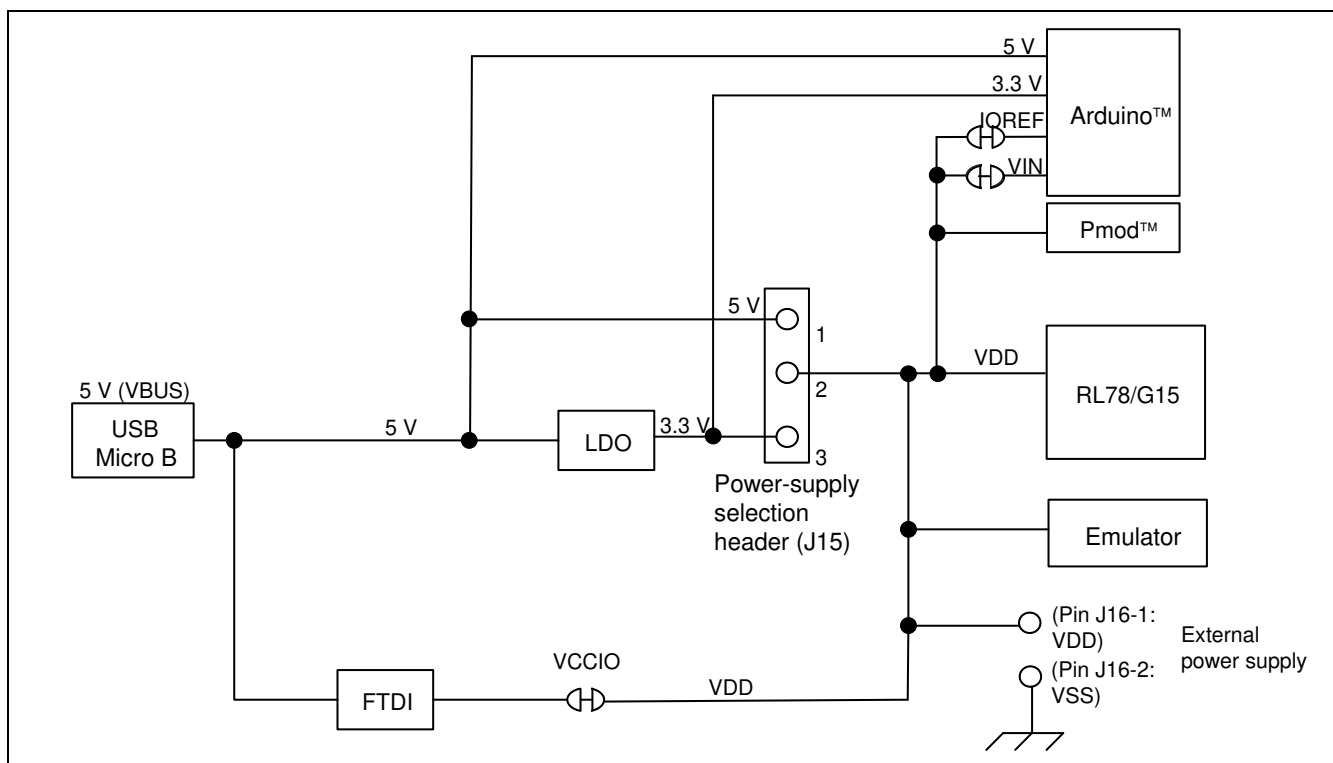 5 V
3.3 V
IOREF
VIN
Arduino™
Pmod™
5 V
1
2
3
VDD
RL78/G15
5 V (VBUS)
USB
Micro B
5 V
LDO
3.3 V
Power-supply
selection
header (J15)
Emulator
(Pin J16-1:
VDD)
(Pin J16-2:
VSS)
External
power supply
FTDI
VCCIO
VDD